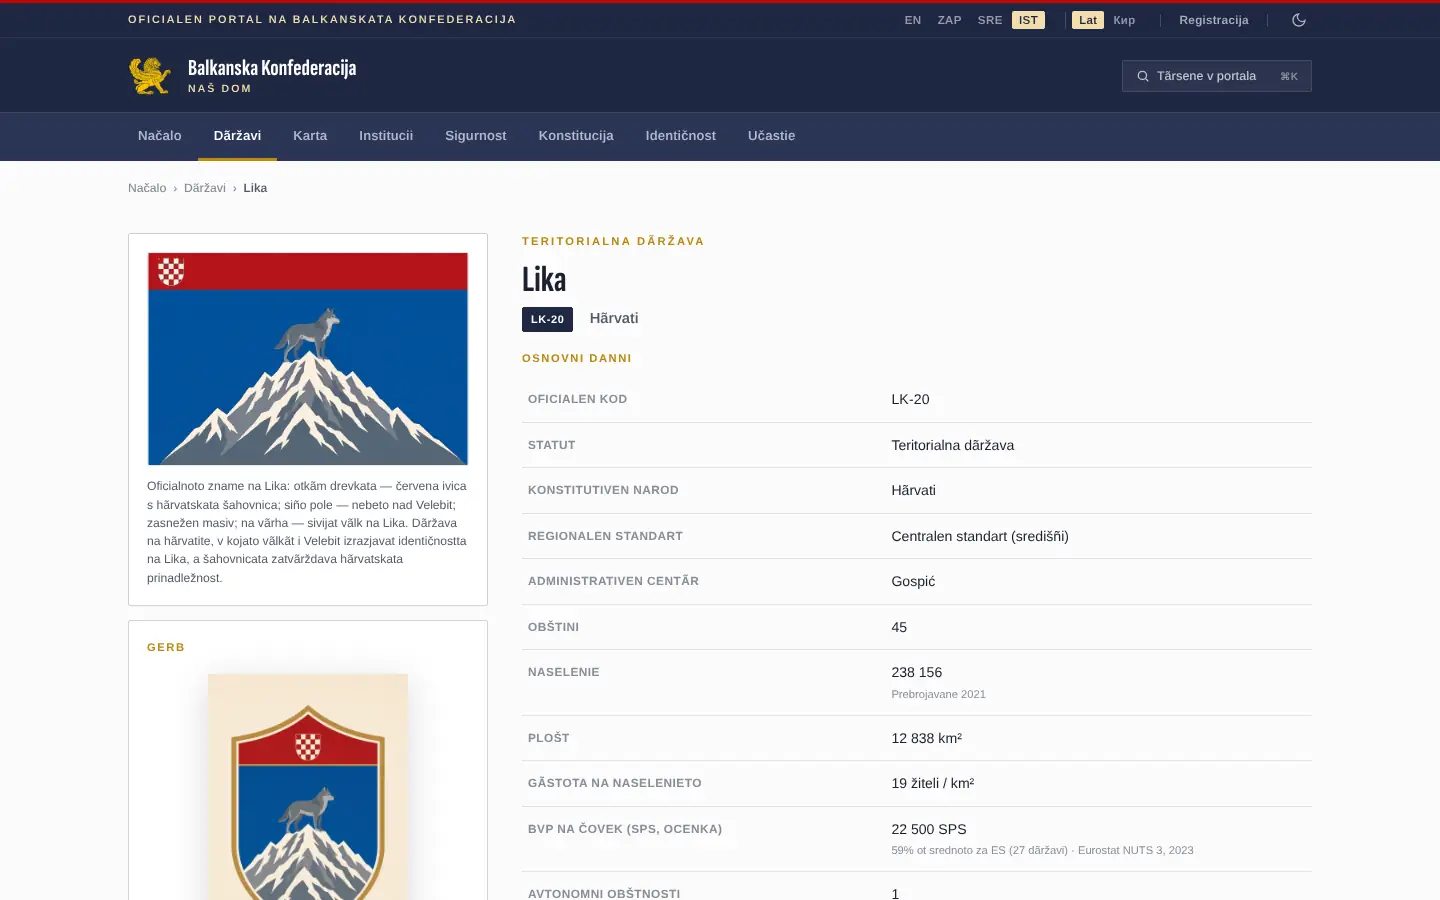 OFICIALEN PORTAL NA BALKANSKATA KONFEDERACIJA
EN ZAP SRE IST Lat Кир Registracija
Balkanska Konfederacija
NAŠ DOM
Tărsene v portala ⌘K
Načalo Dăržavi Karta Institucii Sigurnost Konstitucija Identičnost Učastie
Načalo › Dăržavi › Lika
TERITORIALNA DĂRŽAVA
Lika
LK-20 Hărvati
OSNOVNI DANNI
OFICIALEN KOD LK-20
STATUT Teritorialna dăržava
KONSTITUTIVEN NAROD Hărvati
REGIONALEN STANDART Centralen standart (središñi)
ADMINISTRATIVEN CENTĂR Gospić
OBŠTINI 45
NASELENIE 238 156
Prebrojavane 2021
PLOŠT 12 838 km²
GĂSTOTA NA NASELENIETO 19 žiteli / km²
BVP NA ČOVEK (SPS, OCENKA) 22 500 SPS
59% ot srednoto za ES (27 dăržavi) · Eurostat NUTS 3, 2023
AVTONOMNI OBŠTNOSTI 1
Oficialnoto zname na Lika: otkăm drevkata — červena ivica
s hărvatskata šahovnica; siño pole — nebeto nad Velebit;
zasnežen masiv; na vărha — sivijat vălk na Lika. Dăržava
na hărvatite, v kojato vălkăt i Velebit izrazjavat identičnostta
na Lika, a šahovnicata zatvărždava hărvatskata
prinadležnost.
GERB